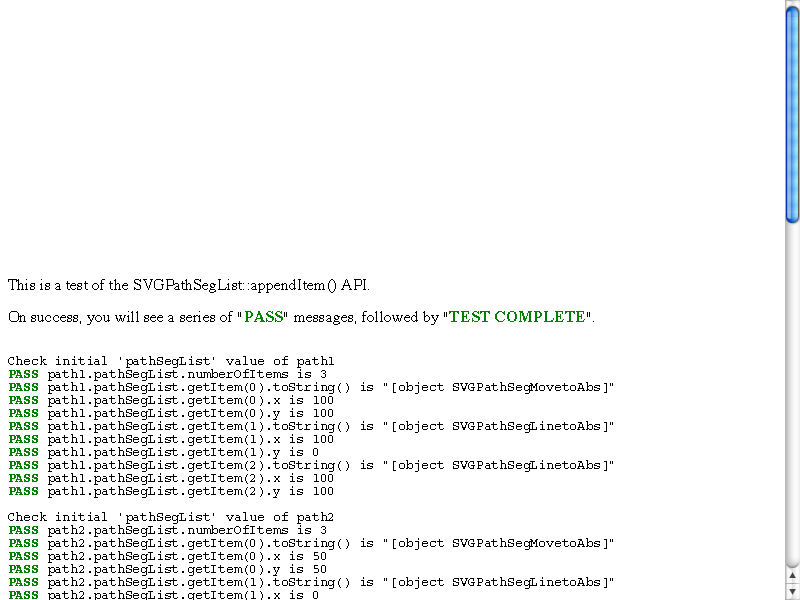 This is a test of the SVGPathSegList::appendItem() API.
On success, you will see a series of "PASS" messages, followed by "TEST COMPLETE".
Check initial 'pathSegList' value of path1
PASS path1.pathSegList.numberOfItems is 3
PASS path1.pathSegList.getItem(0).toString() is "[object SVGPathSegMovetoAbs]"
PASS path1.pathSegList.getItem(0).x is 100
PASS path1.pathSegList.getItem(0).y is 100
PASS path1.pathSegList.getItem(1).toString() is "[object SVGPathSegLinetoAbs]"
PASS path1.pathSegList.getItem(1).x is 100
PASS path1.pathSegList.getItem(1).y is 0
PASS path1.pathSegList.getItem(2).toString() is "[object SVGPathSegLinetoAbs]"
PASS path1.pathSegList.getItem(2).x is 100
PASS path1.pathSegList.getItem(2).y is 100
Check initial 'pathSegList' value of path2
PASS path2.pathSegList.numberOfItems is 3
PASS path2.pathSegList.getItem(0).toString() is "[object SVGPathSegMovetoAbs]"
PASS path2.pathSegList.getItem(0).x is 50
PASS path2.pathSegList.getItem(0).y is 50
PASS path2.pathSegList.getItem(1).toString() is "[object SVGPathSegLinetoAbs]"
PASS path2.pathSegList.getItem(1).x is 0